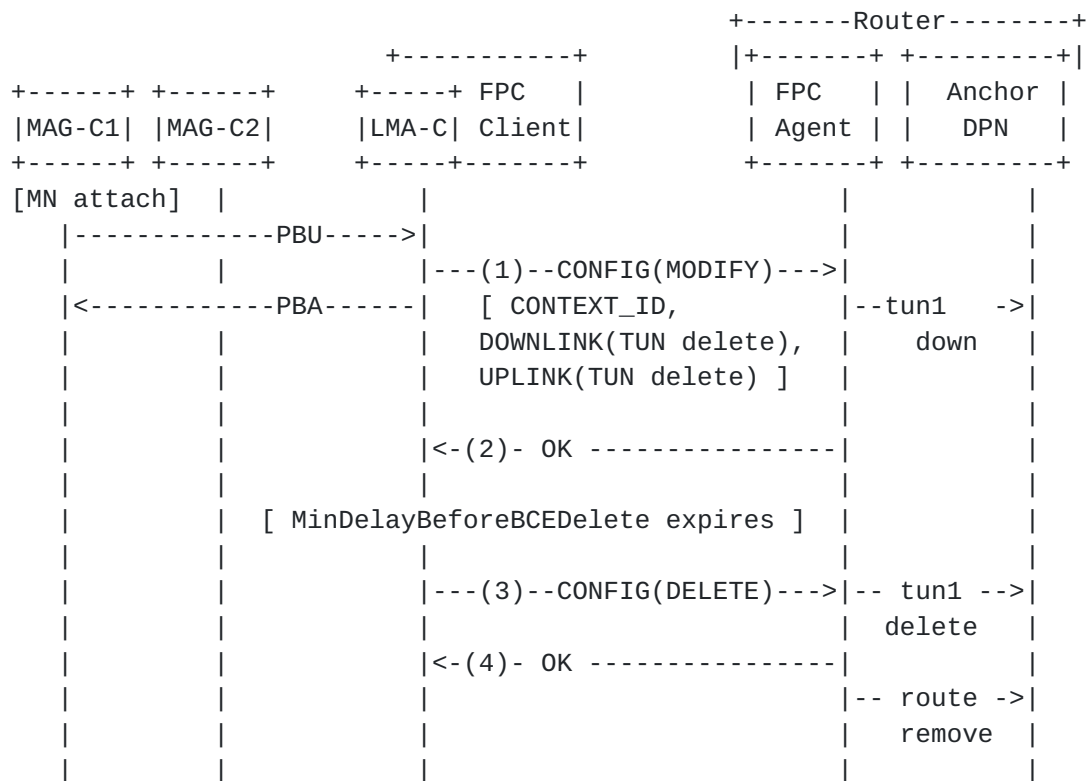 +-------Router--------+
                         +-----------+         |+-------+ +---------+|
+------+ +------+     +-----+ FPC   |          | FPC   | |  Anchor |
|MAG-C1| |MAG-C2|     |LMA-C| Client|          | Agent | |   DPN   |
+------+ +------+     +-----+-------+          +-------+ +---------+
[MN attach]  |            |                          |           |
   |-------------PBU----->|                          |           |
   |         |            |---(1)--CONFIG(MODIFY)--->|           |
   |<------------PBA------|   [ CONTEXT_ID,          |--tun1   ->|
   |         |            |   DOWNLINK(TUN delete),  |    down   |
   |         |            |   UPLINK(TUN delete) ]   |           |
   |         |            |                          |           |
   |         |            |<-(2)- OK ----------------|           |
   |         |            |                          |           |
   |         |  [ MinDelayBeforeBCEDelete expires ]  |           |
   |         |            |                          |           |
   |         |            |---(3)--CONFIG(DELETE)--->|-- tun1 -->|
   |         |            |                          |  delete   |
   |         |            |<-(4)- OK ----------------|           |
   |         |            |                          |-- route ->|
   |         |            |                          |   remove  |
   |         |            |                          |           |